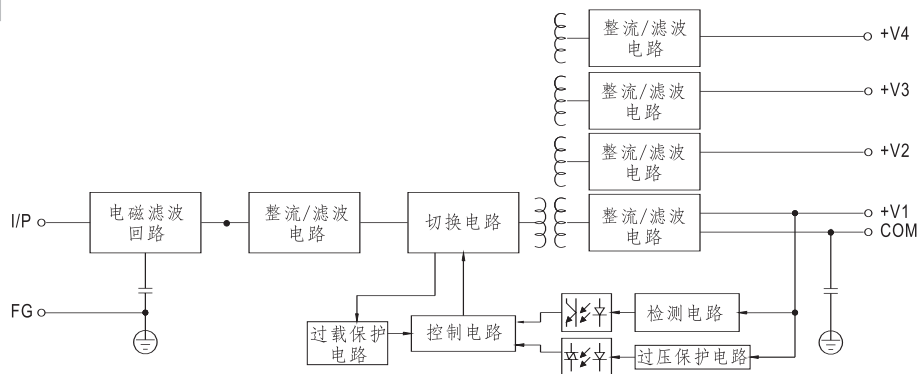 整流/滤波
电路
+V4
整流/滤波
电路
+V3
整流/滤波
电路
+V2
I/P
电磁滤波
回路
整流/滤波
电路
切换电路
整流/滤波
电路
+V1
COM
FG
过载保护
电路
控制电路
检测电路
过压保护电路